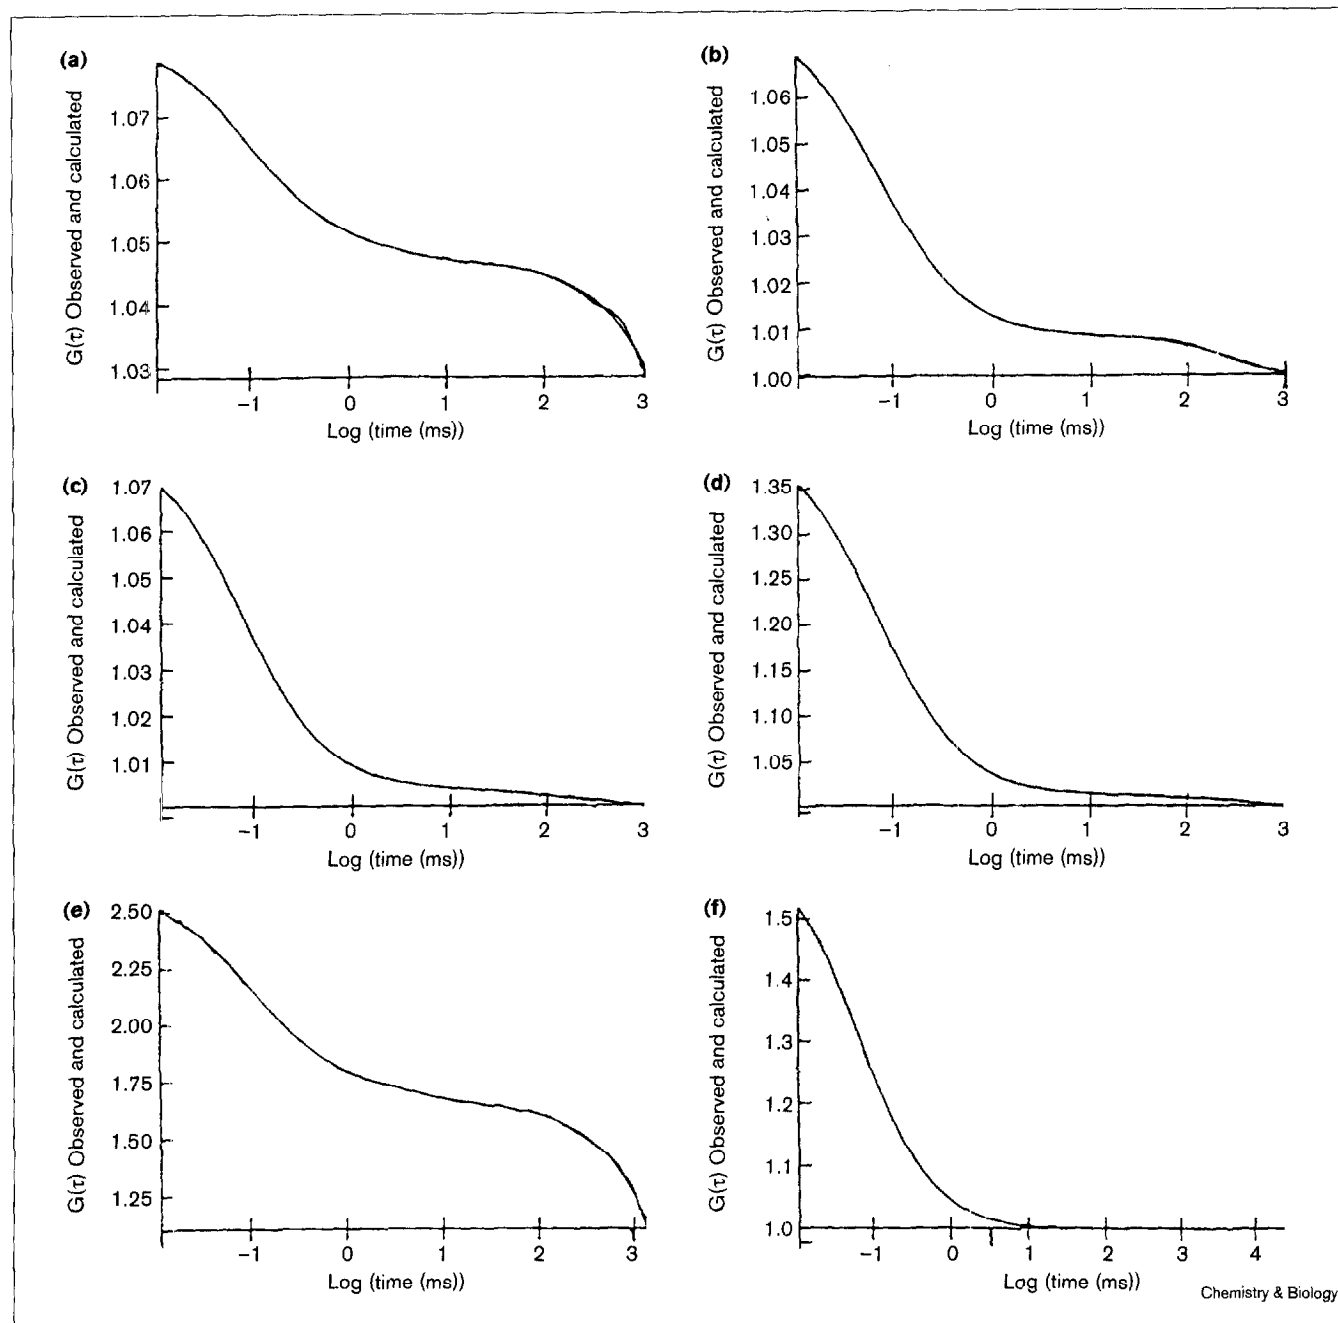 (a)
G(τ) Observed and calculated
1.07
1.06
1.05
1.04
1.03
−1 0 1 2 3
Log (time (ms))
(b)
G(τ) Observed and calculated
1.06
1.05
1.04
1.03
1.02
1.01
1.00
−1 0 1 2 3
Log (time (ms))
(c)
G(τ) Observed and calculated
1.07
1.06
1.05
1.04
1.03
1.02
1.01
−1 0 1 2 3
Log (time (ms))
(d)
G(τ) Observed and calculated
1.35
1.30
1.25
1.20
1.15
1.10
1.05
−1 0 1 2 3
Log (time (ms))
(e)
G(τ) Observed and calculated
2.50
2.25
2.00
1.75
1.50
1.25
−1 0 1 2 3
Log (time (ms))
(f)
G(τ) Observed and calculated
1.5
1.4
1.3
1.2
1.1
1.0
−1 0 1 2 3 4
Log (time (ms))
Chemistry & Biology